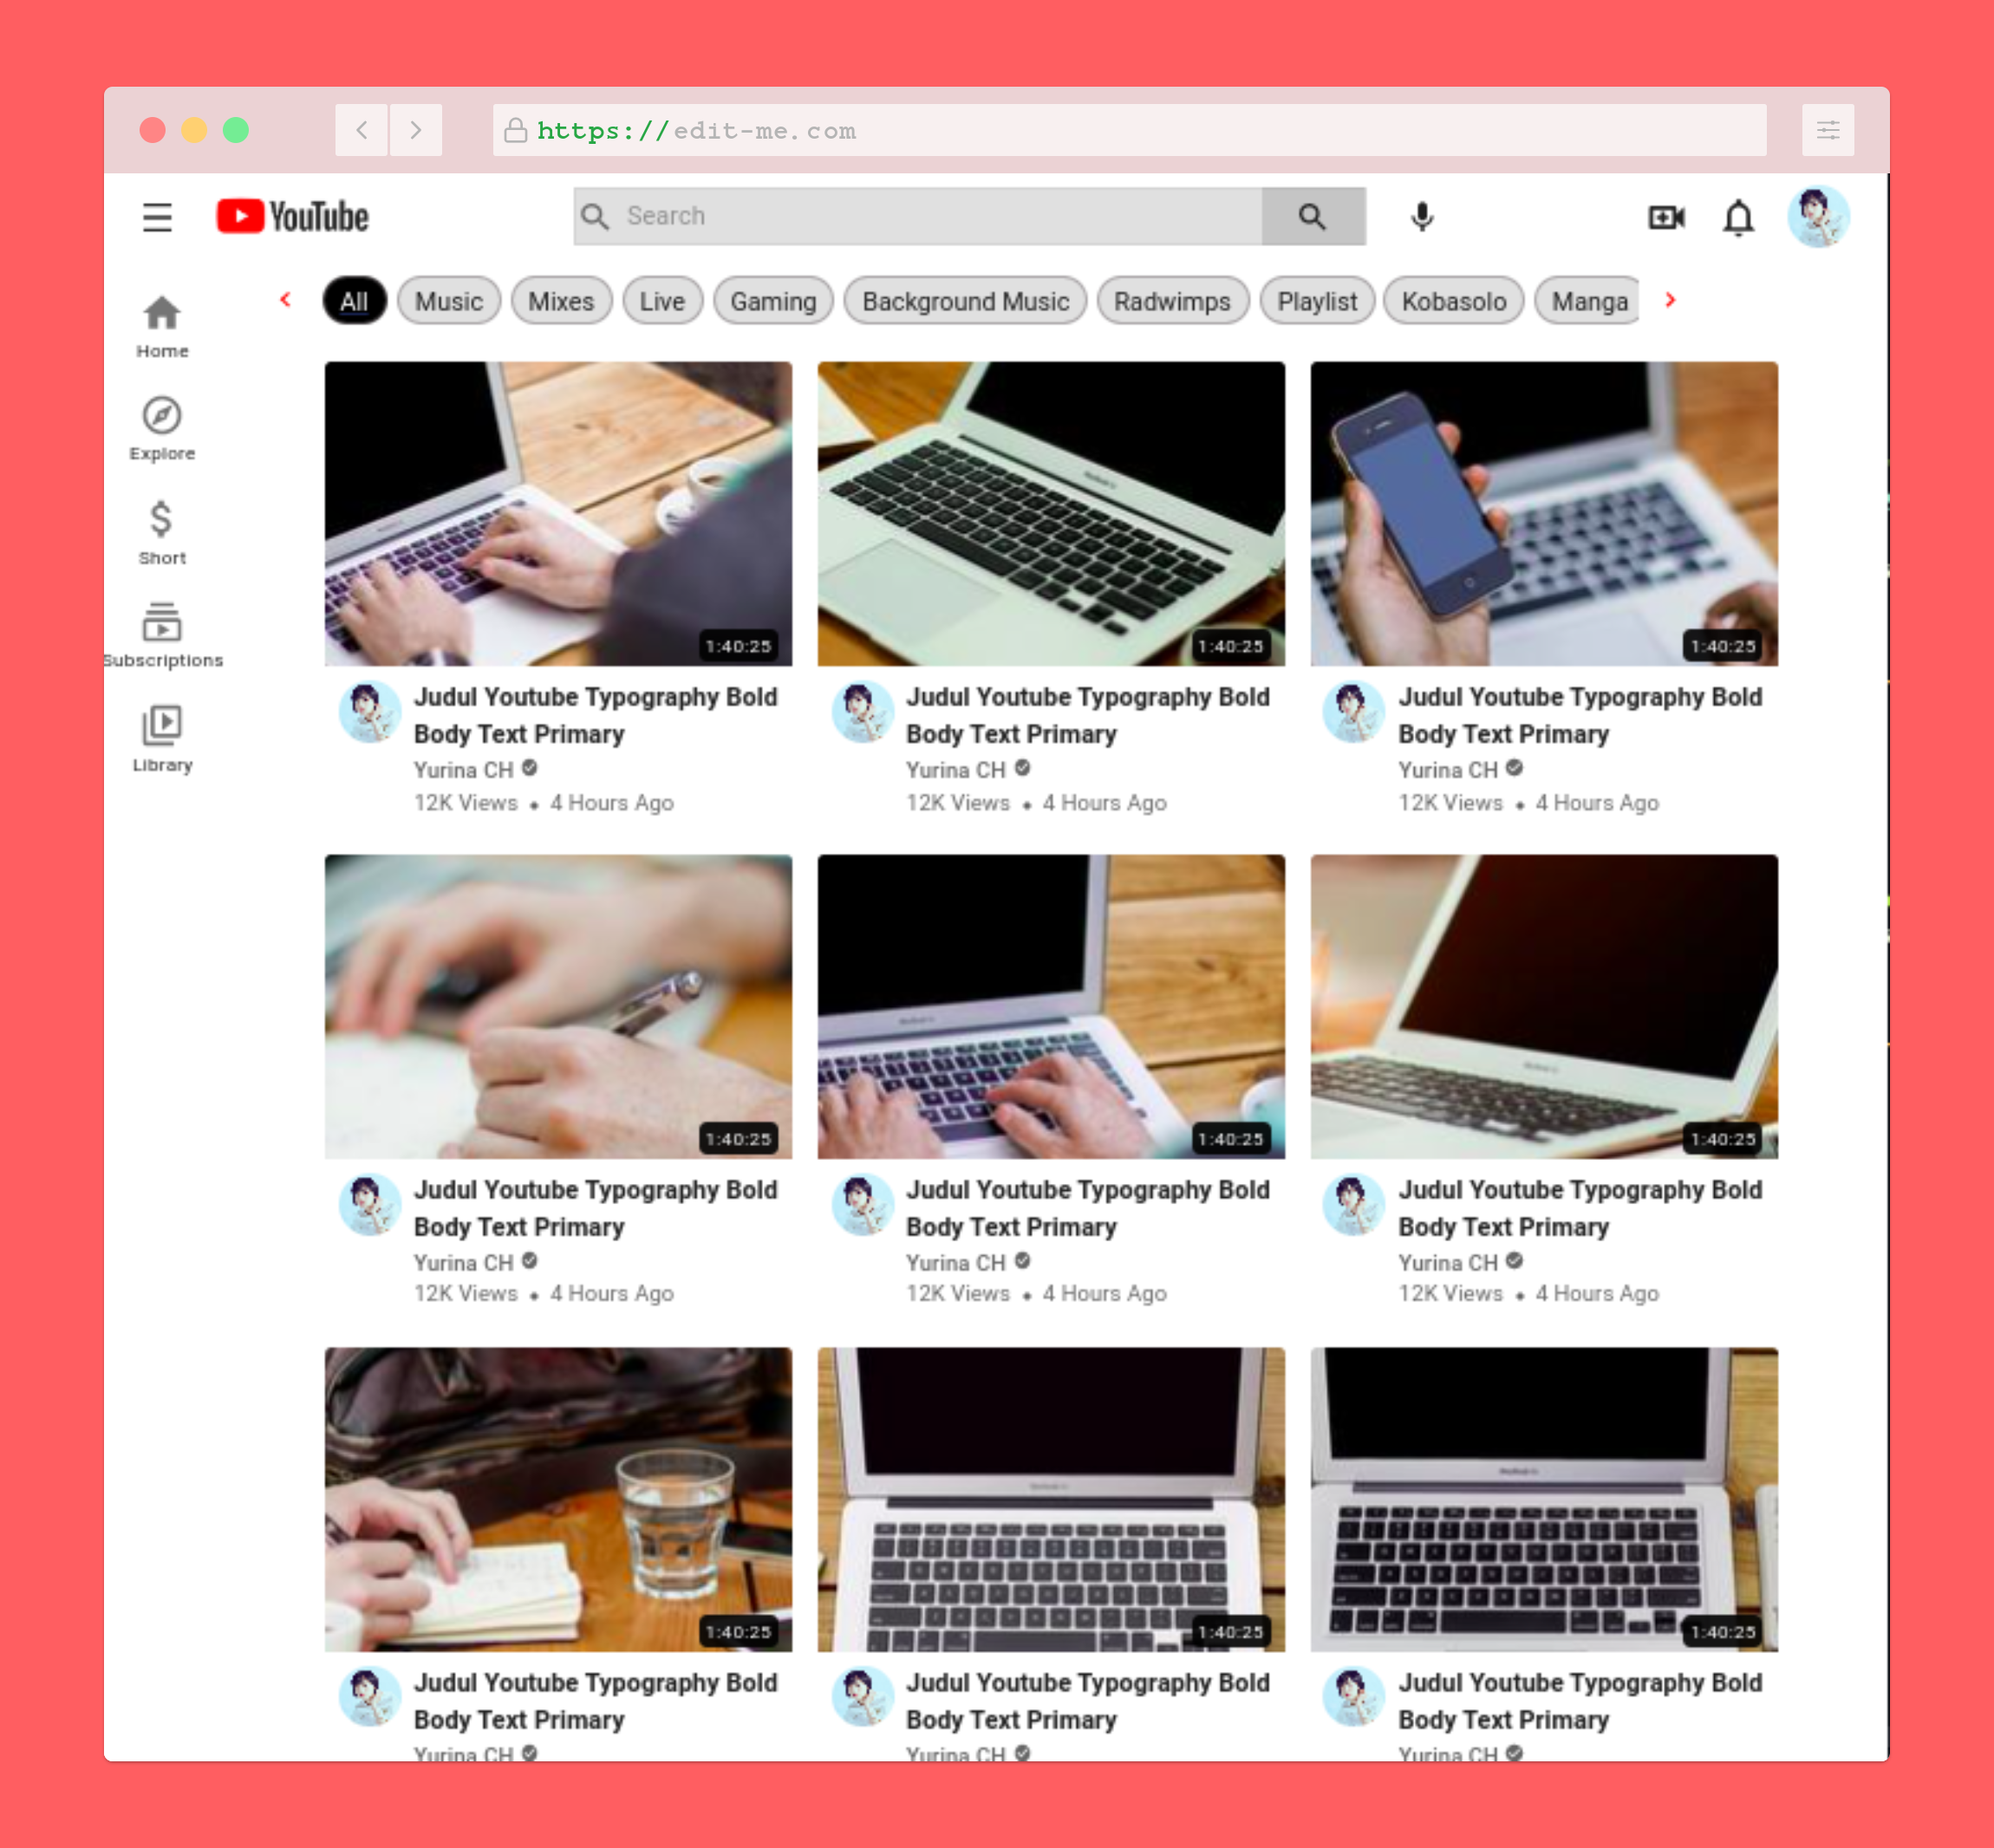 https://edit-me.com
YouTube
Search
All Music Mixes Live Gaming Background Music Radwimps Playlist Kobasolo Manga
Home
Explore
Short
Subscriptions
Library
1:40:25 1:40:25 1:40:25
Judul Youtube Typography Bold Judul Youtube Typography Bold Judul Youtube Typography Bold
Body Text Primary Body Text Primary Body Text Primary
Yurina CH Yurina CH Yurina CH
12K Views • 4 Hours Ago 12K Views • 4 Hours Ago 12K Views • 4 Hours Ago
1:40:25 1:40:25 1:40:25
Judul Youtube Typography Bold Judul Youtube Typography Bold Judul Youtube Typography Bold
Body Text Primary Body Text Primary Body Text Primary
Yurina CH Yurina CH Yurina CH
12K Views • 4 Hours Ago 12K Views • 4 Hours Ago 12K Views • 4 Hours Ago
1:40:25 1:40:25 1:40:25
Judul Youtube Typography Bold Judul Youtube Typography Bold Judul Youtube Typography Bold
Body Text Primary Body Text Primary Body Text Primary
Yurina CH Yurina CH Yurina CH